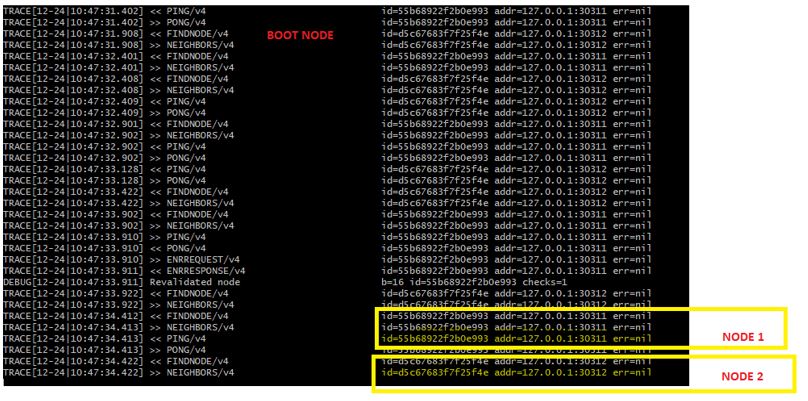 TRACE[12-24|10:47:31.402] << PING/v4 id=55b68922f2b0e993 addr=127.0.0.1:30311 err=nil
TRACE[12-24|10:47:31.402] >> PONG/v4 id=55b68922f2b0e993 addr=127.0.0.1:30311 err=nil
TRACE[12-24|10:47:31.908] << FINDNODE/v4 id=d5c67683f7f25f4e addr=127.0.0.1:30312 err=nil
BOOT NODE
TRACE[12-24|10:47:31.908] >> NEIGHBORS/v4 id=d5c67683f7f25f4e addr=127.0.0.1:30312 err=nil
TRACE[12-24|10:47:32.401] << FINDNODE/v4 id=55b68922f2b0e993 addr=127.0.0.1:30311 err=nil
TRACE[12-24|10:47:32.401] >> NEIGHBORS/v4 id=55b68922f2b0e993 addr=127.0.0.1:30311 err=nil
TRACE[12-24|10:47:32.408] << FINDNODE/v4 id=d5c67683f7f25f4e addr=127.0.0.1:30312 err=nil
TRACE[12-24|10:47:32.408] >> NEIGHBORS/v4 id=d5c67683f7f25f4e addr=127.0.0.1:30312 err=nil
TRACE[12-24|10:47:32.409] << PING/v4 id=d5c67683f7f25f4e addr=127.0.0.1:30312 err=nil
TRACE[12-24|10:47:32.409] >> PONG/v4 id=d5c67683f7f25f4e addr=127.0.0.1:30312 err=nil
TRACE[12-24|10:47:32.901] << FINDNODE/v4 id=55b68922f2b0e993 addr=127.0.0.1:30311 err=nil
TRACE[12-24|10:47:32.902] >> NEIGHBORS/v4 id=55b68922f2b0e993 addr=127.0.0.1:30311 err=nil
TRACE[12-24|10:47:32.902] << PING/v4 id=55b68922f2b0e993 addr=127.0.0.1:30311 err=nil
TRACE[12-24|10:47:32.902] >> PONG/v4 id=55b68922f2b0e993 addr=127.0.0.1:30311 err=nil
TRACE[12-24|10:47:33.128] >> PING/v4 id=d5c67683f7f25f4e addr=127.0.0.1:30312 err=nil
TRACE[12-24|10:47:33.128] << PONG/v4 id=d5c67683f7f25f4e addr=127.0.0.1:30312 err=nil
TRACE[12-24|10:47:33.422] << FINDNODE/v4 id=d5c67683f7f25f4e addr=127.0.0.1:30312 err=nil
TRACE[12-24|10:47:33.422] >> NEIGHBORS/v4 id=d5c67683f7f25f4e addr=127.0.0.1:30312 err=nil
TRACE[12-24|10:47:33.902] << FINDNODE/v4 id=55b68922f2b0e993 addr=127.0.0.1:30311 err=nil
TRACE[12-24|10:47:33.902] >> NEIGHBORS/v4 id=55b68922f2b0e993 addr=127.0.0.1:30311 err=nil
TRACE[12-24|10:47:33.910] >> PING/v4 id=55b68922f2b0e993 addr=127.0.0.1:30311 err=nil
TRACE[12-24|10:47:33.910] << PONG/v4 id=55b68922f2b0e993 addr=127.0.0.1:30311 err=nil
TRACE[12-24|10:47:33.910] >> ENRREQUEST/v4 id=55b68922f2b0e993 addr=127.0.0.1:30311 err=nil
TRACE[12-24|10:47:33.911] << ENRRESPONSE/v4 id=55b68922f2b0e993 addr=127.0.0.1:30311 err=nil
DEBUG[12-24|10:47:33.911] Revalidated node b=16 id=55b68922f2b0e993 checks=1
TRACE[12-24|10:47:33.922] << FINDNODE/v4 id=d5c67683f7f25f4e addr=127.0.0.1:30312 err=nil
TRACE[12-24|10:47:33.922] >> NEIGHBORS/v4 id=d5c67683f7f25f4e addr=127.0.0.1:30312 err=nil
TRACE[12-24|10:47:34.412] << FINDNODE/v4 id=55b68922f2b0e993 addr=127.0.0.1:30311 err=nil
TRACE[12-24|10:47:34.413] >> NEIGHBORS/v4 id=55b68922f2b0e993 addr=127.0.0.1:30311 err=nil
TRACE[12-24|10:47:34.413] << PING/v4 id=55b68922f2b0e993 addr=127.0.0.1:30311 err=nil
NODE 1
TRACE[12-24|10:47:34.413] >> PONG/v4 id=55b68922f2b0e993 addr=127.0.0.1:30311 err=nil
TRACE[12-24|10:47:34.422] << FINDNODE/v4 id=d5c67683f7f25f4e addr=127.0.0.1:30312 err=nil
TRACE[12-24|10:47:34.422] >> NEIGHBORS/v4 id=d5c67683f7f25f4e addr=127.0.0.1:30312 err=nil
NODE 2